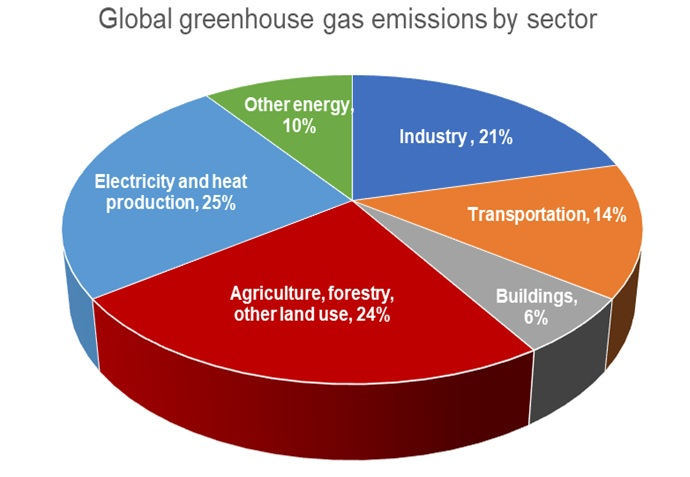 Global greenhouse gas emissions by sector
Other energy,
10%
Industry , 21%
Electricity and heat
production, 25%
Transportation, 14%
Agriculture, forestry,
other land use, 24%
Buildings,
6%